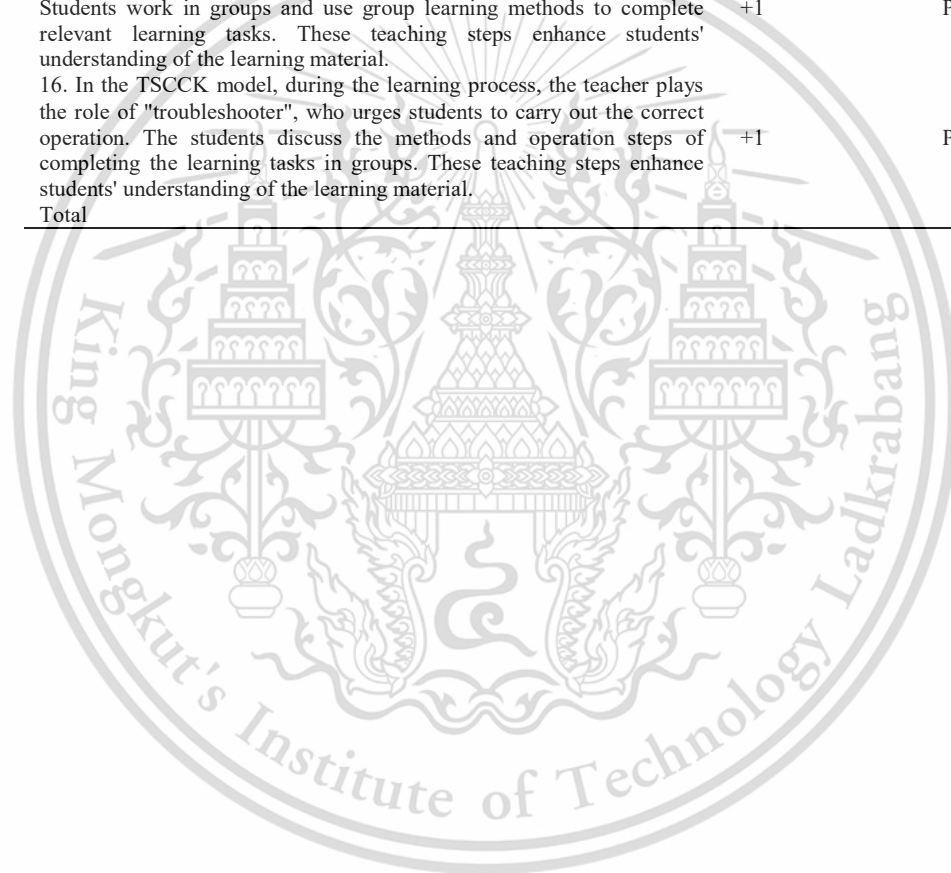 Students work in groups and use group learning methods to complete +1 P
relevant learning tasks. These teaching steps enhance students'
understanding of the learning material.
16. In the TSCCK model, during the learning process, the teacher plays
the role of "troubleshooter", who urges students to carry out the correct
operation. The students discuss the methods and operation steps of +1 P
completing the learning tasks in groups. These teaching steps enhance
students' understanding of the learning material.
Total
King Mongkut's Institute of Technology Ladkrabang